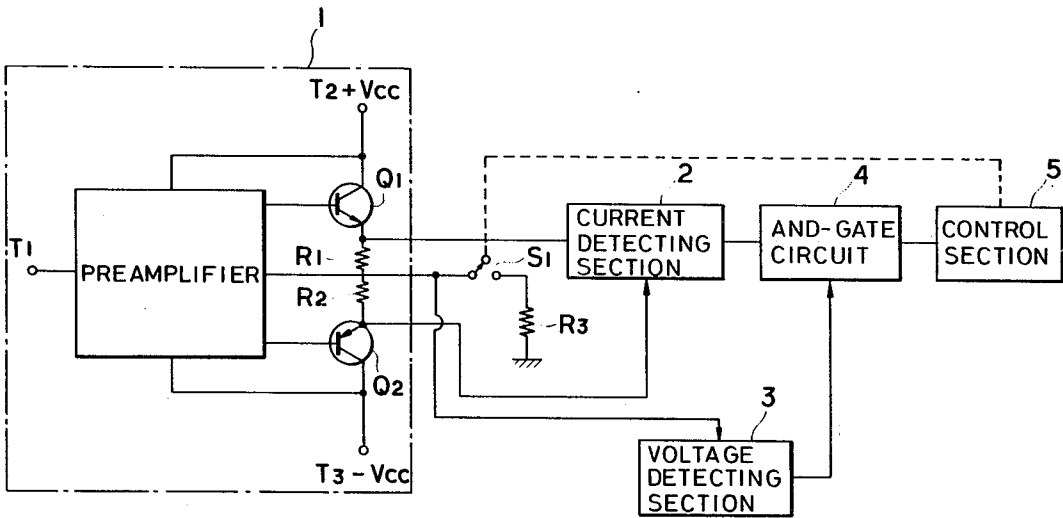 1
T2+Vcc
Q1
T1
PREAMPLIFIER
R1
R2
Q2
T3-Vcc
S1
R3
2
CURRENT
DETECTING
SECTION
4
AND-GATE
CIRCUIT
5
CONTROL
SECTION
3
VOLTAGE
DETECTING
SECTION